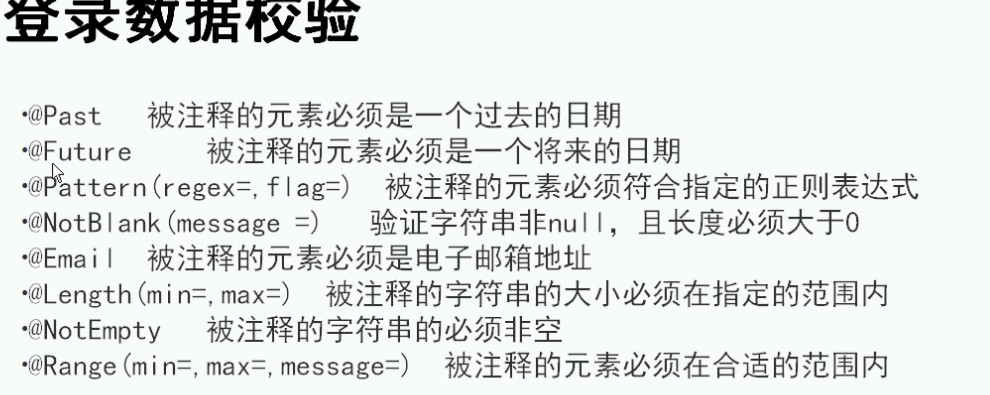 登录数据校验
•@Past 被注释的元素必须是一个过去的日期
•@Future 被注释的元素必须是一个将来的日期
•@Pattern(regex=,flag=) 被注释的元素必须符合指定的正则表达式
•@NotBlank(message =) 验证字符串非null，且长度必须大于0
•@Email 被注释的元素必须是电子邮箱地址
•@Length(min=,max=) 被注释的字符串的大小必须在指定的范围内
•@NotEmpty 被注释的字符串的必须非空
•@Range(min=,max=,message=) 被注释的元素必须在合适的范围内